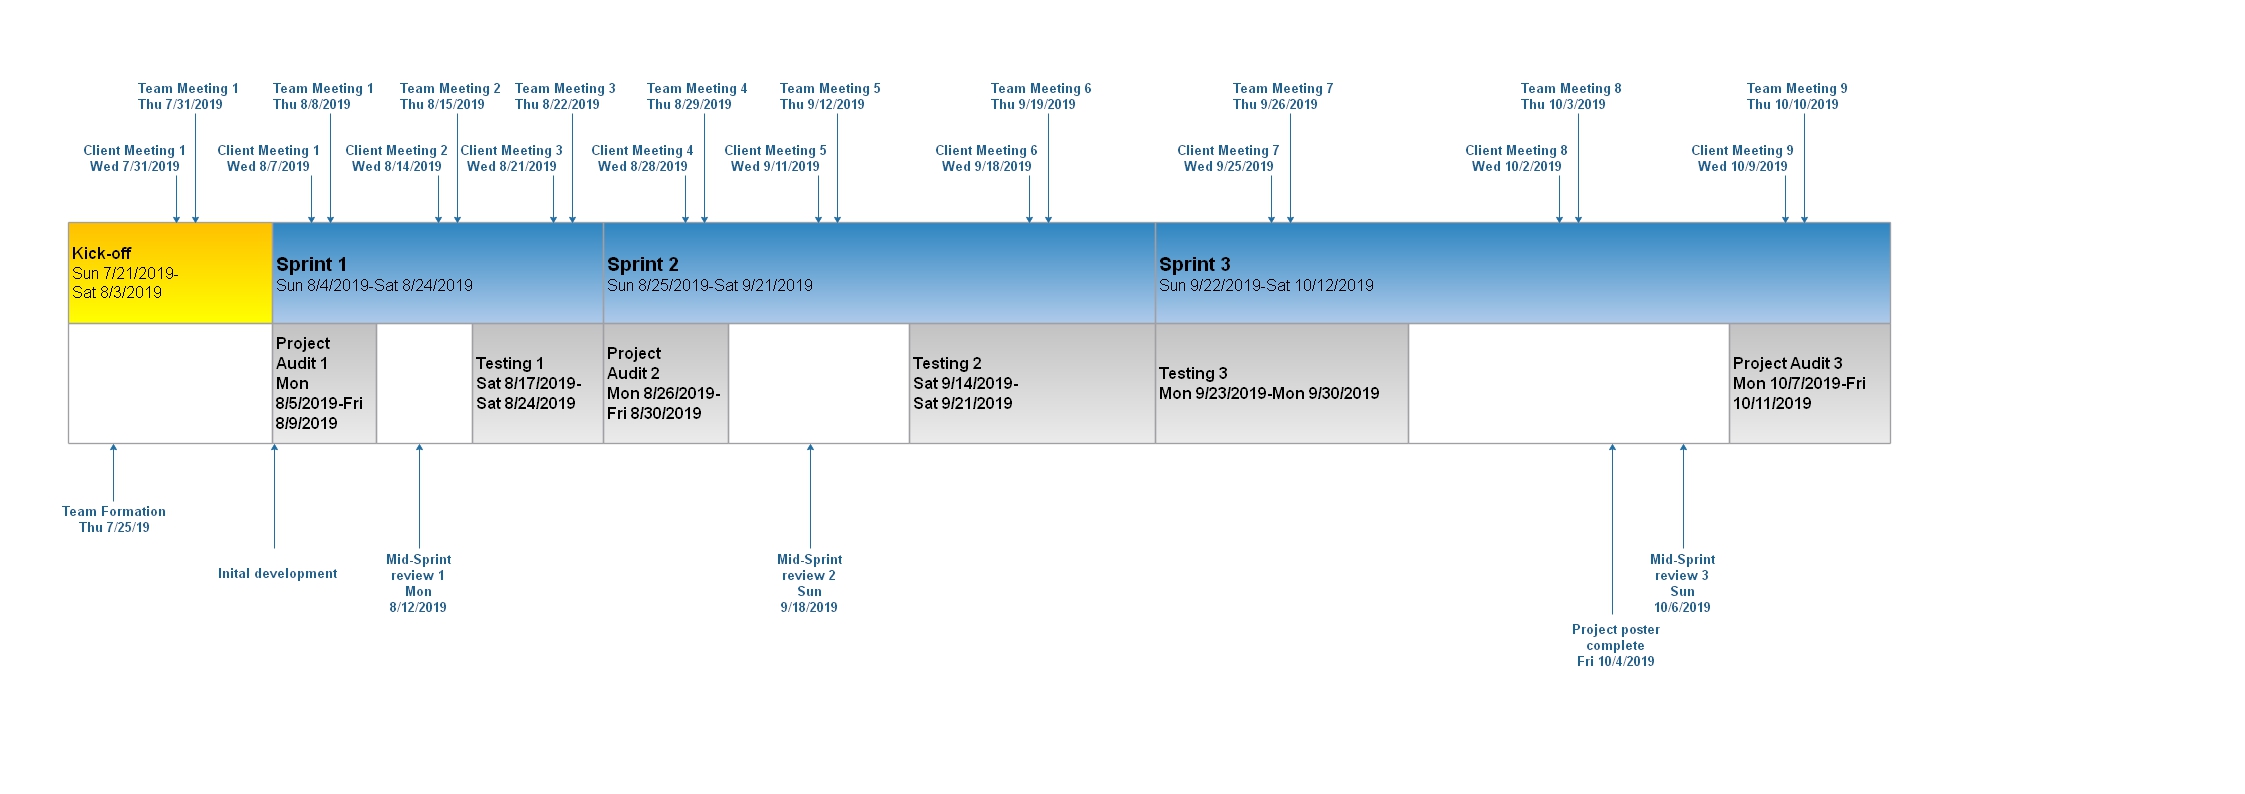 Team Meeting 1
Thu 7/31/2019
Team Meeting 1
Thu 8/8/2019
Team Meeting 2
Thu 8/15/2019
Team Meeting 3
Thu 8/22/2019
Team Meeting 4
Thu 8/29/2019
Team Meeting 5
Thu 9/12/2019
Team Meeting 6
Thu 9/19/2019
Team Meeting 7
Thu 9/26/2019
Team Meeting 8
Thu 10/3/2019
Team Meeting 9
Thu 10/10/2019
Client Meeting 1
Wed 7/31/2019
Client Meeting 1
Wed 8/7/2019
Client Meeting 2
Wed 8/14/2019
Client Meeting 3
Wed 8/21/2019
Client Meeting 4
Wed 8/28/2019
Client Meeting 5
Wed 9/11/2019
Client Meeting 6
Wed 9/18/2019
Client Meeting 7
Wed 9/25/2019
Client Meeting 8
Wed 10/2/2019
Client Meeting 9
Wed 10/9/2019
Kick-off
Sun 7/21/2019-
Sat 8/3/2019
Sprint 1
Sun 8/4/2019-Sat 8/24/2019
Sprint 2
Sun 8/25/2019-Sat 9/21/2019
Sprint 3
Sun 9/22/2019-Sat 10/12/2019
Project
Audit 1
Mon
8/5/2019-Fri
8/9/2019
Testing 1
Sat 8/17/2019-
Sat 8/24/2019
Project
Audit 2
Mon 8/26/2019-
Fri 8/30/2019
Testing 2
Sat 9/14/2019-
Sat 9/21/2019
Testing 3
Mon 9/23/2019-Mon 9/30/2019
Project Audit 3
Mon 10/7/2019-Fri
10/11/2019
Team Formation
Thu 7/25/19
Inital development
Mid-Sprint
review 1
Mon
8/12/2019
Mid-Sprint
review 2
Sun
9/18/2019
Mid-Sprint
review 3
Sun
10/6/2019
Project poster
complete
Fri 10/4/2019